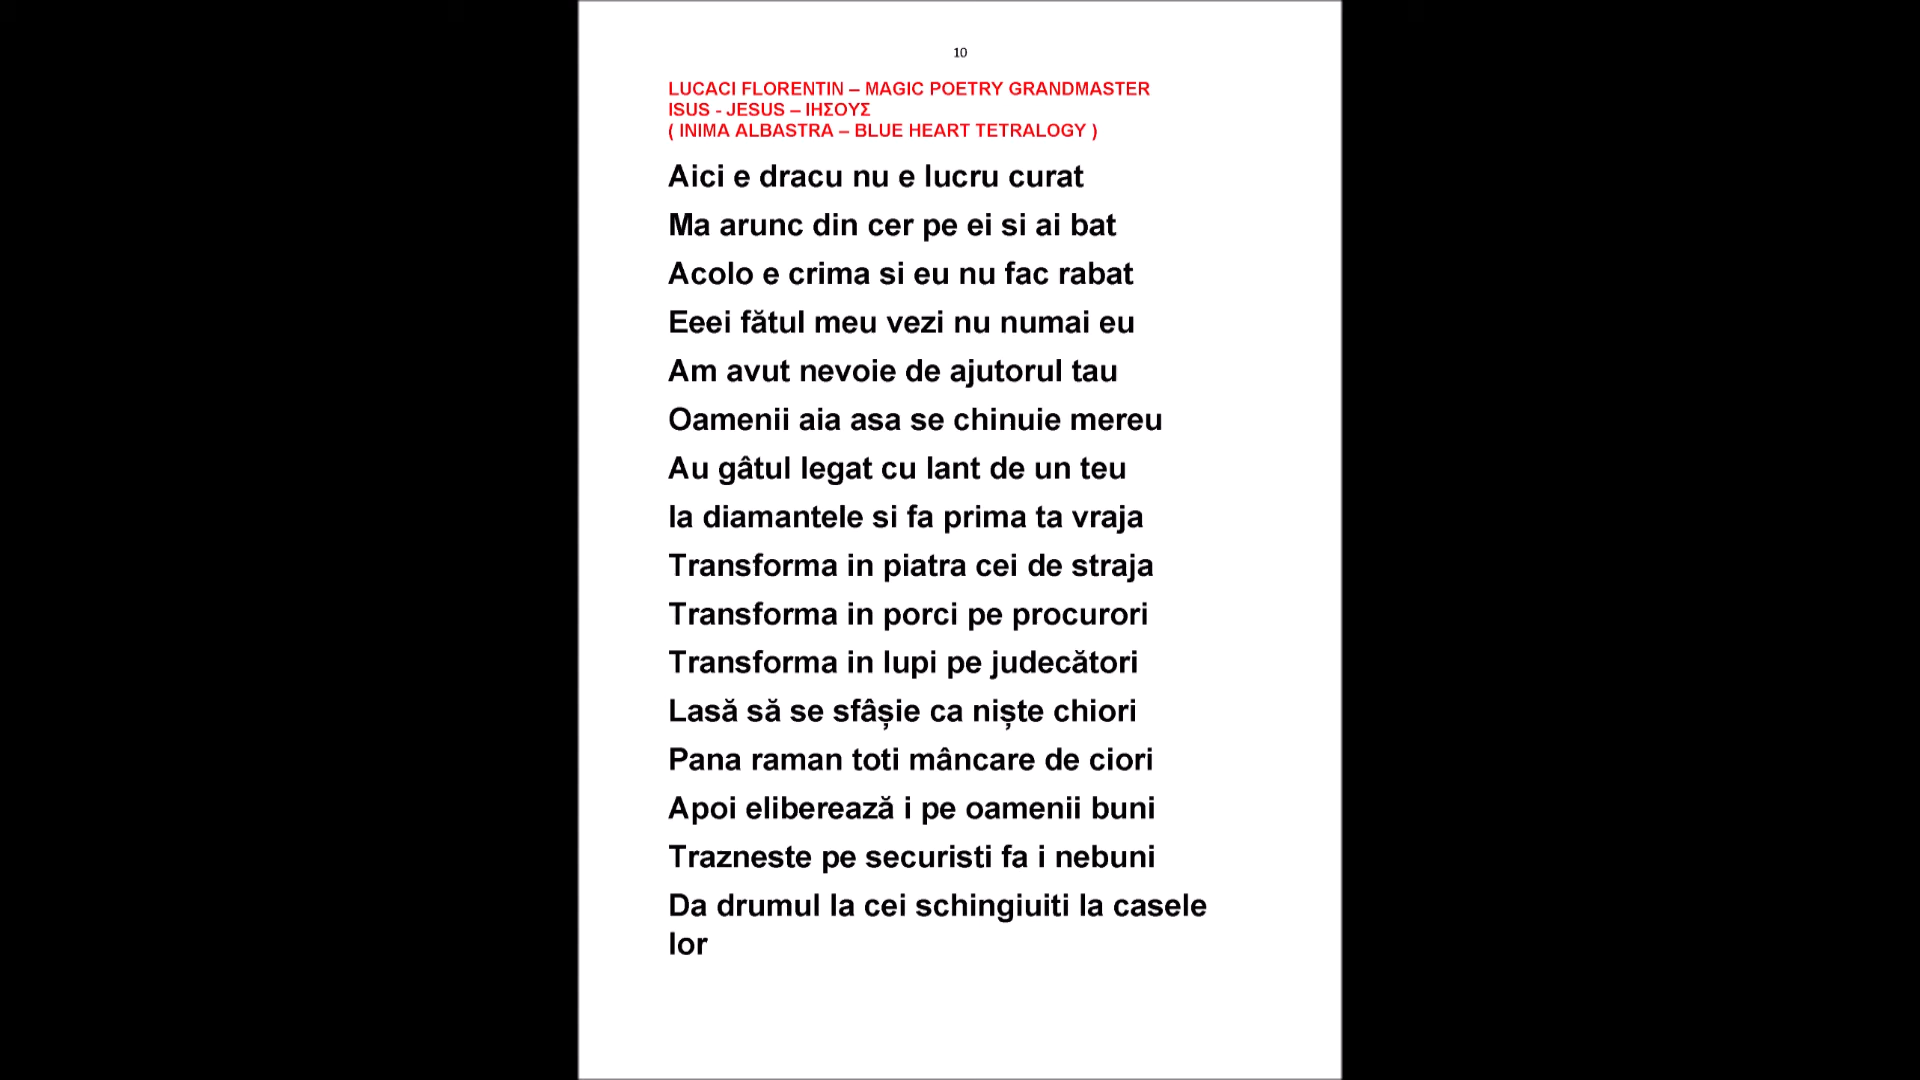 10
LUCACI FLORENTIN – MAGIC POETRY GRANDMASTER
ISUS - JESUS – ΙΗΣΟΥΣ
( INIMA ALBASTRA – BLUE HEART TETRALOGY )
Aici e dracu nu e lucru curat
Ma arunc din cer pe ei si ai bat
Acolo e crima si eu nu fac rabat
Eeei fătul meu vezi nu numai eu
Am avut nevoie de ajutorul tau
Oamenii aia asa se chinuie mereu
Au gâtul legat cu lant de un teu
Ia diamantele si fa prima ta vraja
Transforma in piatra cei de straja
Transforma in porci pe procurori
Transforma in lupi pe judecători
Lasă să se sfâșie ca niște chiori
Pana raman toti mâncare de ciori
Apoi eliberează i pe oamenii buni
Trazneste pe securisti fa i nebuni
Da drumul la cei schingiuiti la casele
lor